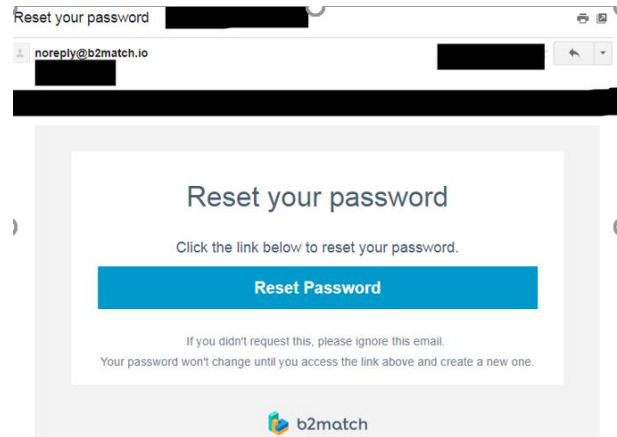 Reset your password
noreply@b2match.io
Reset your password
Click the link below to reset your password.
Reset Password
If you didn't request this, please ignore this email.
Your password won't change until you access the link above and create a new one.
b2match